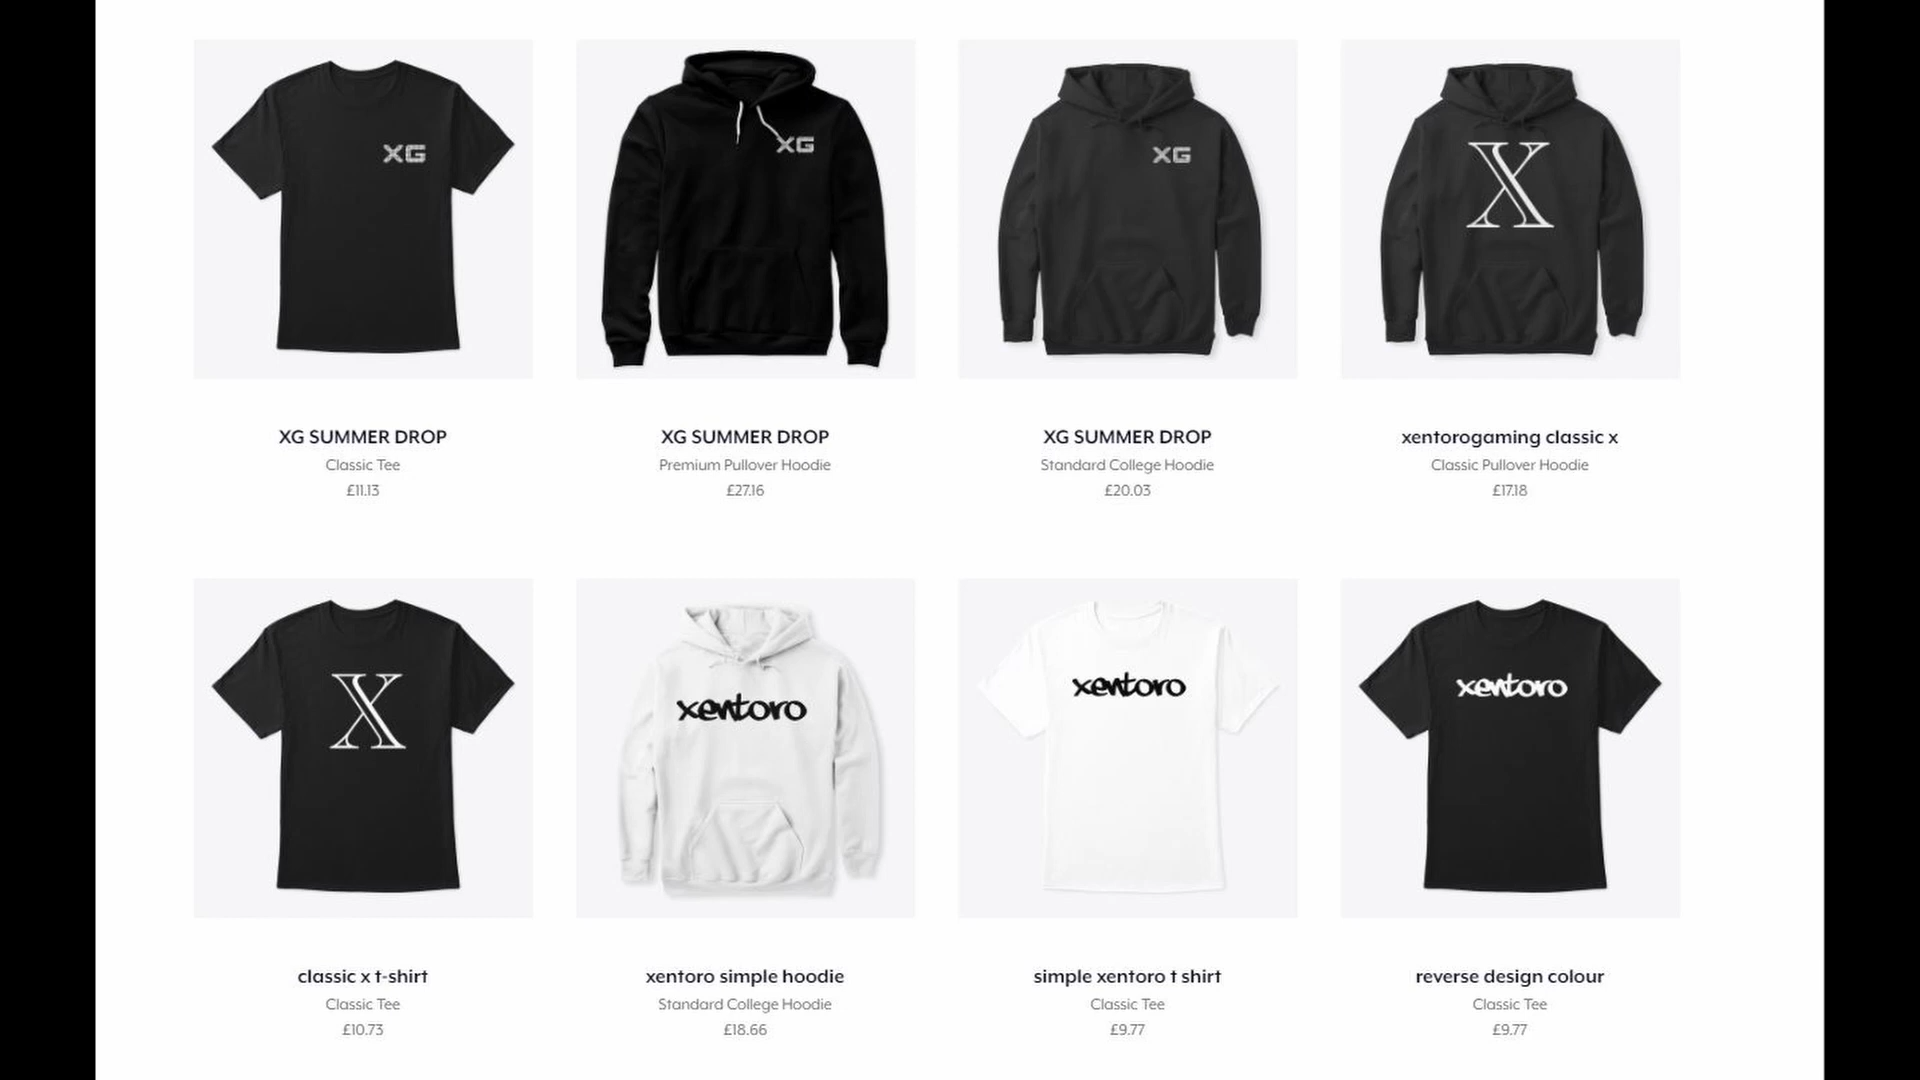 XG
XG
XG
X
XG SUMMER DROP
Classic Tee
£11.13
XG SUMMER DROP
Premium Pullover Hoodie
£27.16
XG SUMMER DROP
Standard College Hoodie
£20.03
xentorogaming classic x
Classic Pullover Hoodie
£17.18
X
xentoro
xentoro
xentoro
classic x t-shirt
Classic Tee
£10.73
xentoro simple hoodie
Standard College Hoodie
£18.66
simple xentoro t shirt
Classic Tee
£9.77
reverse design colour
Classic Tee
£9.77